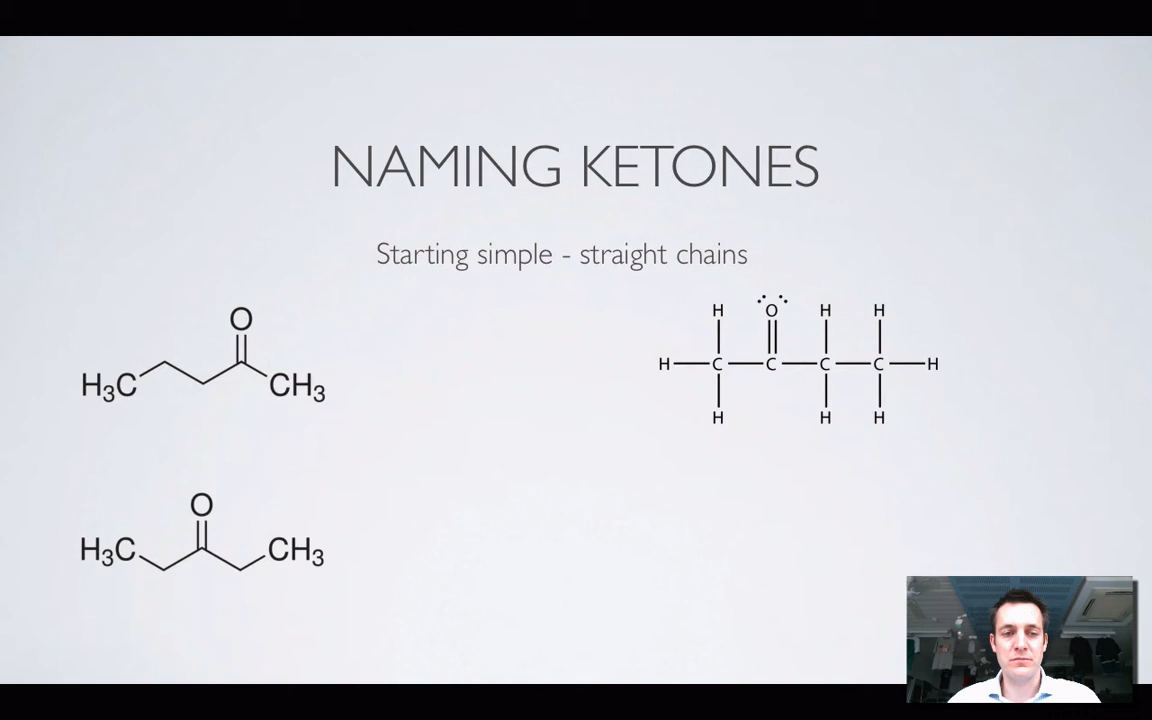 NAMING KETONES
Starting simple - straight chains
O
H₃C CH₃
H O H H
H C C C C H
H H H
O
H₃C CH₃